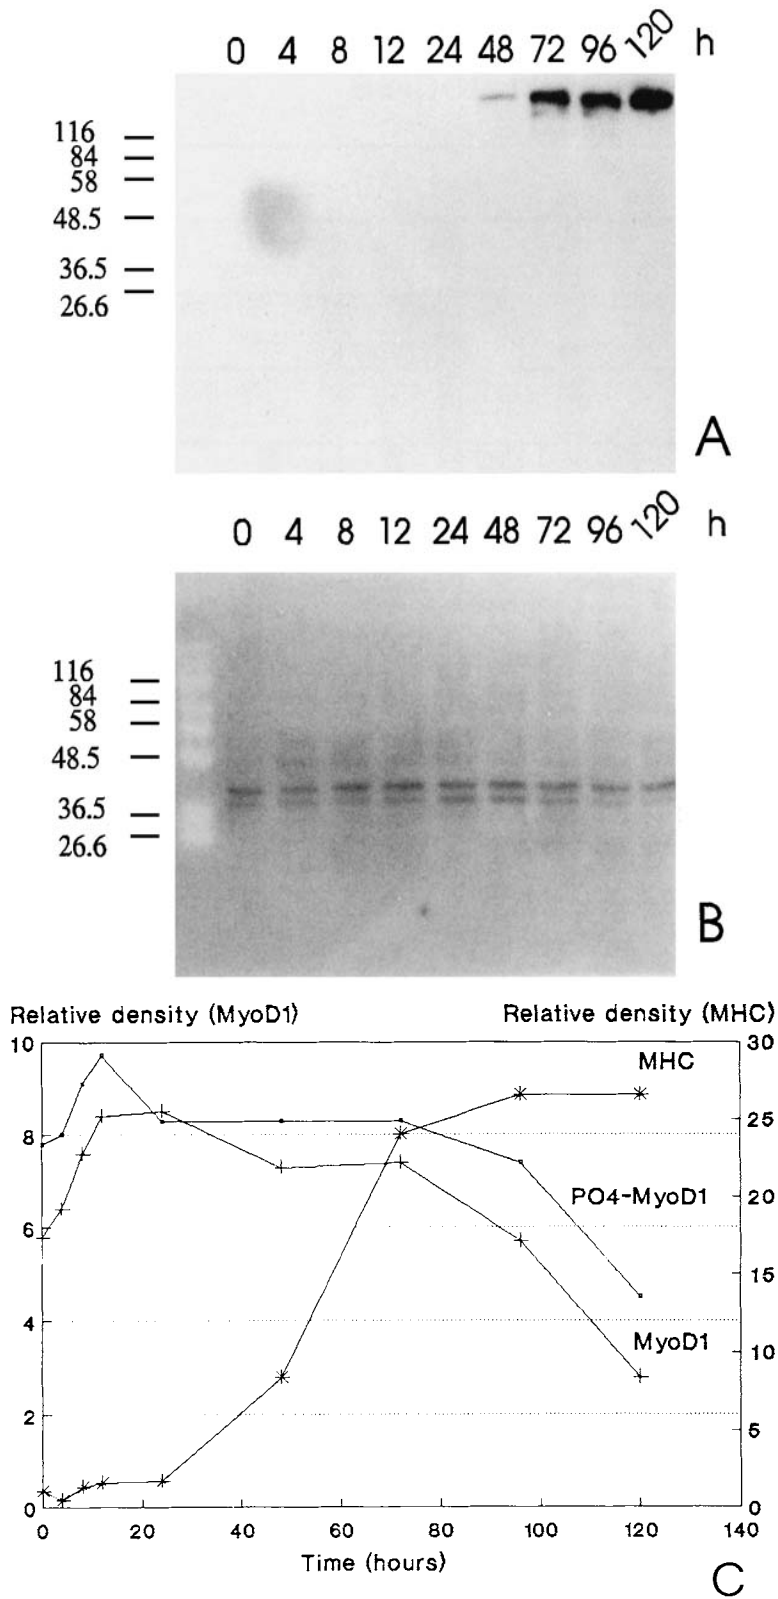 0 4 8 12 24 48 72 96 120 h
116
84
58
48.5
36.5
26.6
A
0 4 8 12 24 48 72 96 120 h
116
84
58
48.5
36.5
26.6
B
Relative density (MyoD1) Relative density (MHC)
10 30
MHC
25
8
PO4-MyoD1
20
6
15
4
MyoD1
10
2
5
0 0
0 20 40 60 80 100 120 140
Time (hours)
C